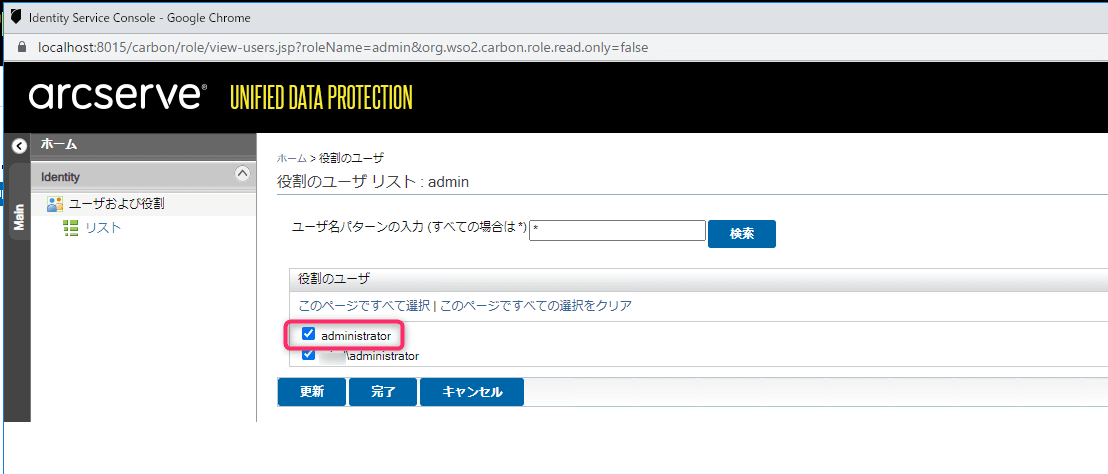 Identity Service Console - Google Chrome
localhost:8015/carbon/role/view-users.jsp?roleName=admin&org.wso2.carbon.role.read.only=false
arcserve® UNIFIED DATA PROTECTION
ホーム
Identity
ユーザおよび役割
リスト
Main
ホーム > 役割のユーザ
役割のユーザ リスト : admin
ユーザ名パターンの入力 (すべての場合は *) * 検索
役割のユーザ
このページですべて選択 | このページですべての選択をクリア
administrator
\administrator
更新 完了 キャンセル